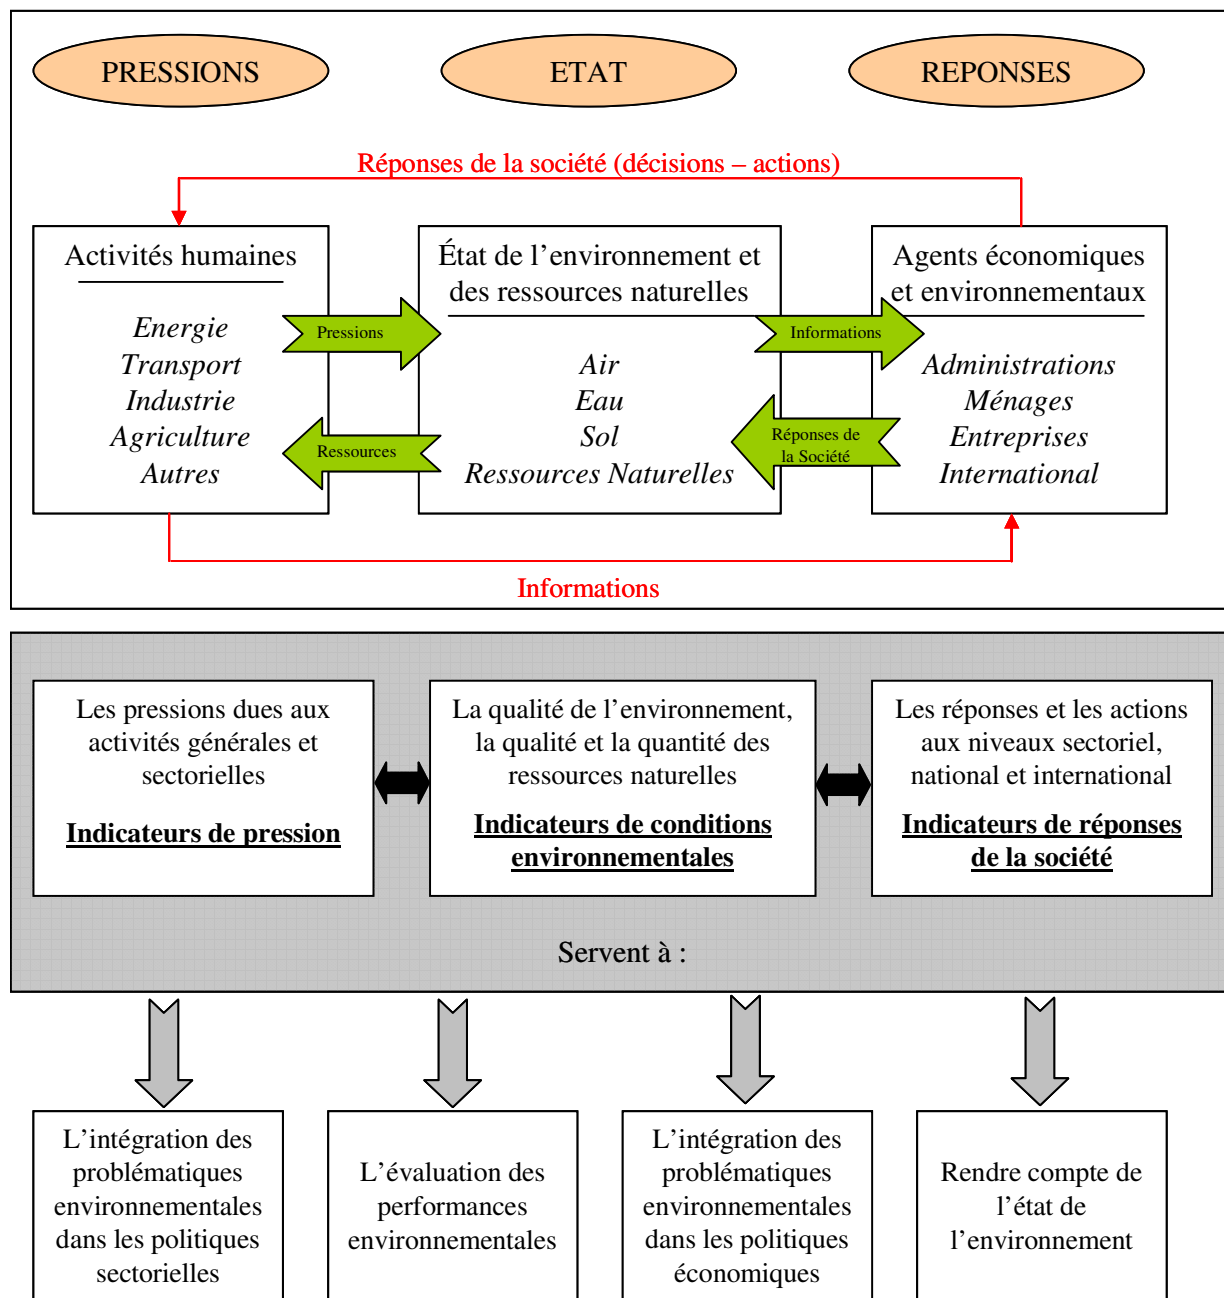 PRESSIONS
ETAT
REPONSES
Réponses de la société (décisions – actions)
Activités humaines
Energie
Transport
Industrie
Agriculture
Autres
Pressions
Ressources
État de l’environnement et
des ressources naturelles
Air
Eau
Sol
Ressources Naturelles
Informations
Réponses de
la Société
Agents économiques
et environnementaux
Administrations
Ménages
Entreprises
International
Informations
Les pressions dues aux
activités générales et
sectorielles
Indicateurs de pression
La qualité de l’environnement,
la qualité et la quantité des
ressources naturelles
Indicateurs de conditions
environnementales
Les réponses et les actions
aux niveaux sectoriel,
national et international
Indicateurs de réponses
de la société
Servent à :
L’intégration des
problématiques
environnementales
dans les politiques
sectorielles
L’évaluation des
performances
environnementales
L’intégration des
problématiques
environnementales
dans les politiques
économiques
Rendre compte de
l’état de
l’environnement